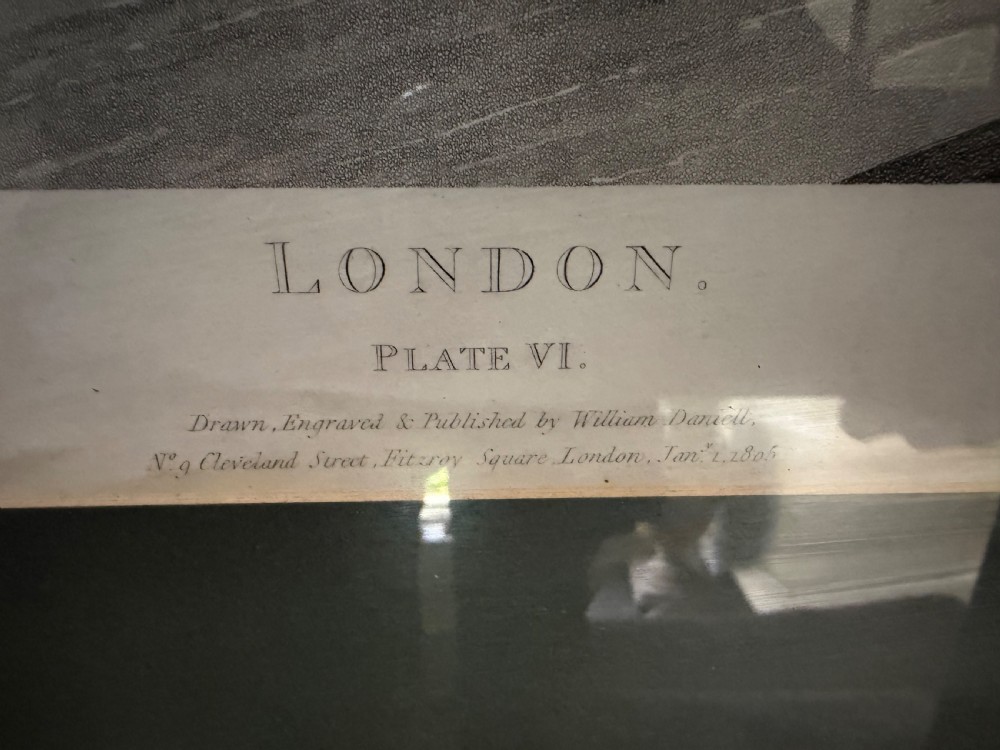 LONDON.
PLATE VI.
Drawn, Engraved & Published by William Daniell,
Nº. 9 Cleveland Street, Fitzroy Square London, Janʸ. 1, 1805